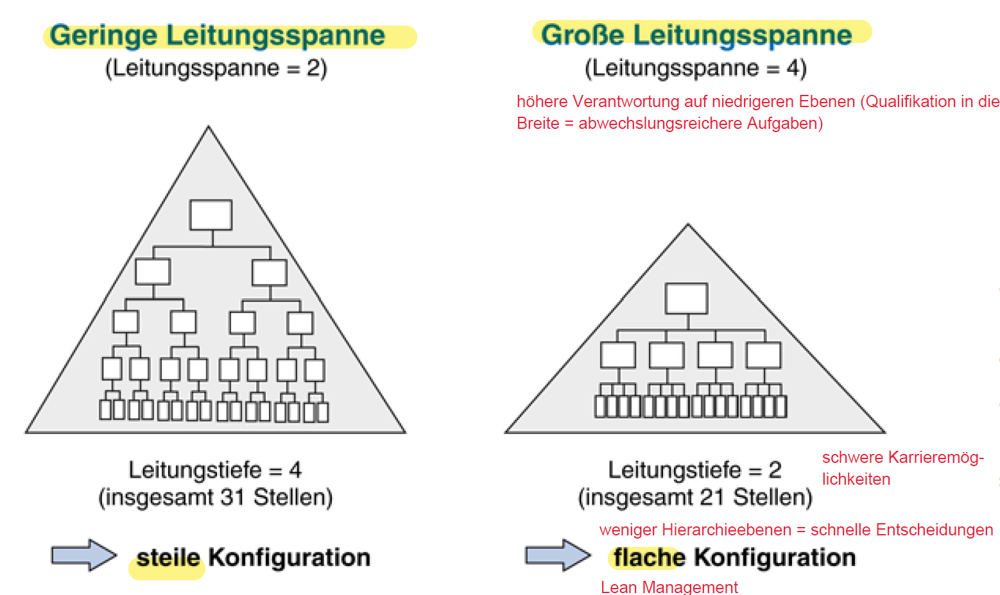 Geringe Leitungsspanne
(Leitungsspanne = 2)
Große Leitungsspanne
(Leitungsspanne = 4)
höhere Verantwortung auf niedrigeren Ebenen (Qualifikation in die
Breite = abwechslungsreichere Aufgaben)
Leitungstiefe = 4
(insgesamt 31 Stellen)
steile Konfiguration
Leitungstiefe = 2
(insgesamt 21 Stellen)
schwere Karrieremög-
lichkeiten
weniger Hierarchieebenen = schnelle Entscheidungen
flache Konfiguration
Lean Management